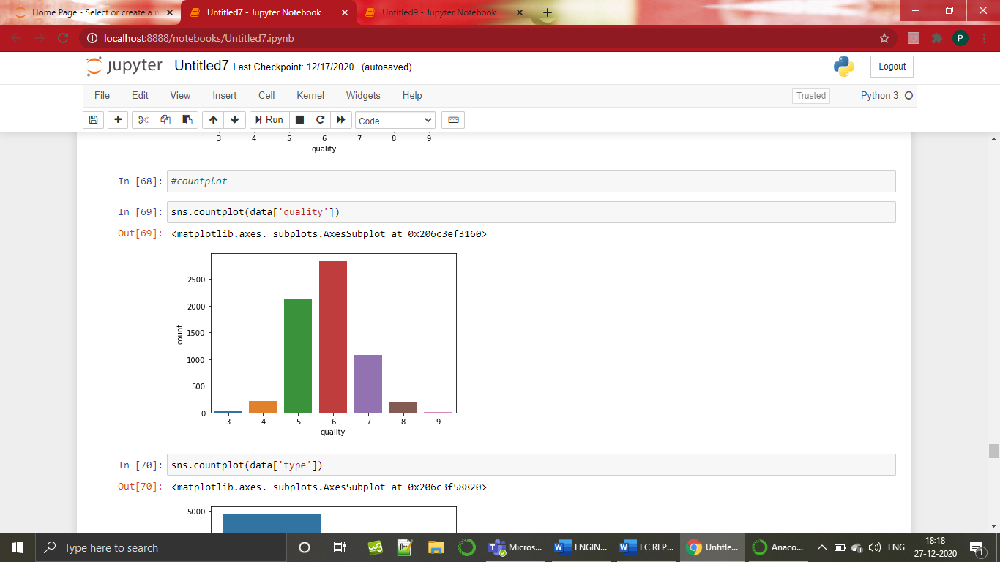 Home Page - Select or create a n
Untitled7 - Jupyter Notebook
Untitled9 - Jupyter Notebook
localhost:8888/notebooks/Untitled7.ipynb
P
jupyter Untitled7 Last Checkpoint: 12/17/2020 (autosaved)
Logout
File Edit View Insert Cell Kernel Widgets Help
Trusted Python 3
Run Code
3 4 5 6 7 8 9
quality
In [68]: #countplot
In [69]: sns.countplot(data['quality'])
Out[69]: <matplotlib.axes._subplots.AxesSubplot at 0x206c3ef3160>
2500
2000
1500
1000
500
0
count
3 4 5 6 7 8 9
quality
In [70]: sns.countplot(data['type'])
Out[70]: <matplotlib.axes._subplots.AxesSubplot at 0x206c3f58820>
5000
Type here to search
Micros...
ENGIN...
EC REP...
Untitle...
Anaco...
ENG
18:18
27-12-2020
1